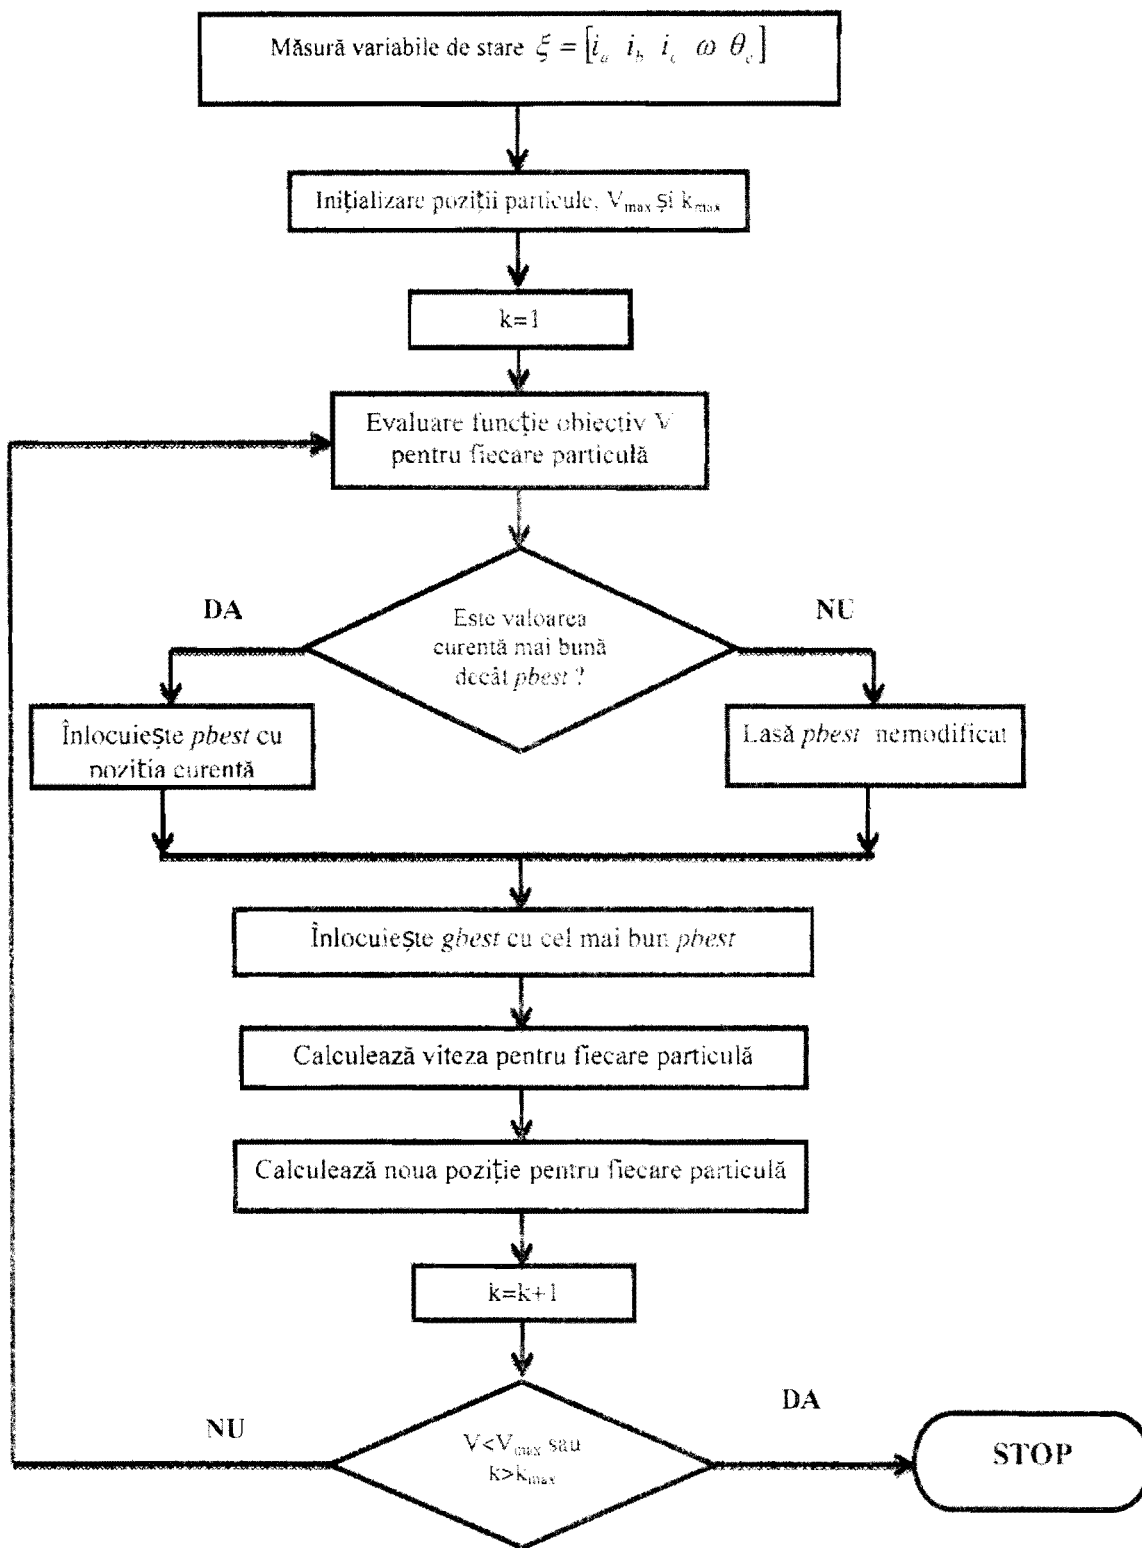 Măsură variabile de stare ξ = [i_a i_b i_c ω θ_e]
Inițializare poziții particule, V_max și k_max
k=1
Evaluare funcție obiectiv V
pentru fiecare particulă
DA
NU
Este valoarea
curentă mai bună
decât pbest ?
Înlocuiește pbest cu
poziția curentă
Lasă pbest nemodificat
Înlocuiește gbest cu cel mai bun pbest
Calculează viteza pentru fiecare particulă
Calculează noua poziție pentru fiecare particulă
k=k+1
NU
DA
V<V_max sau
k>k_max
STOP